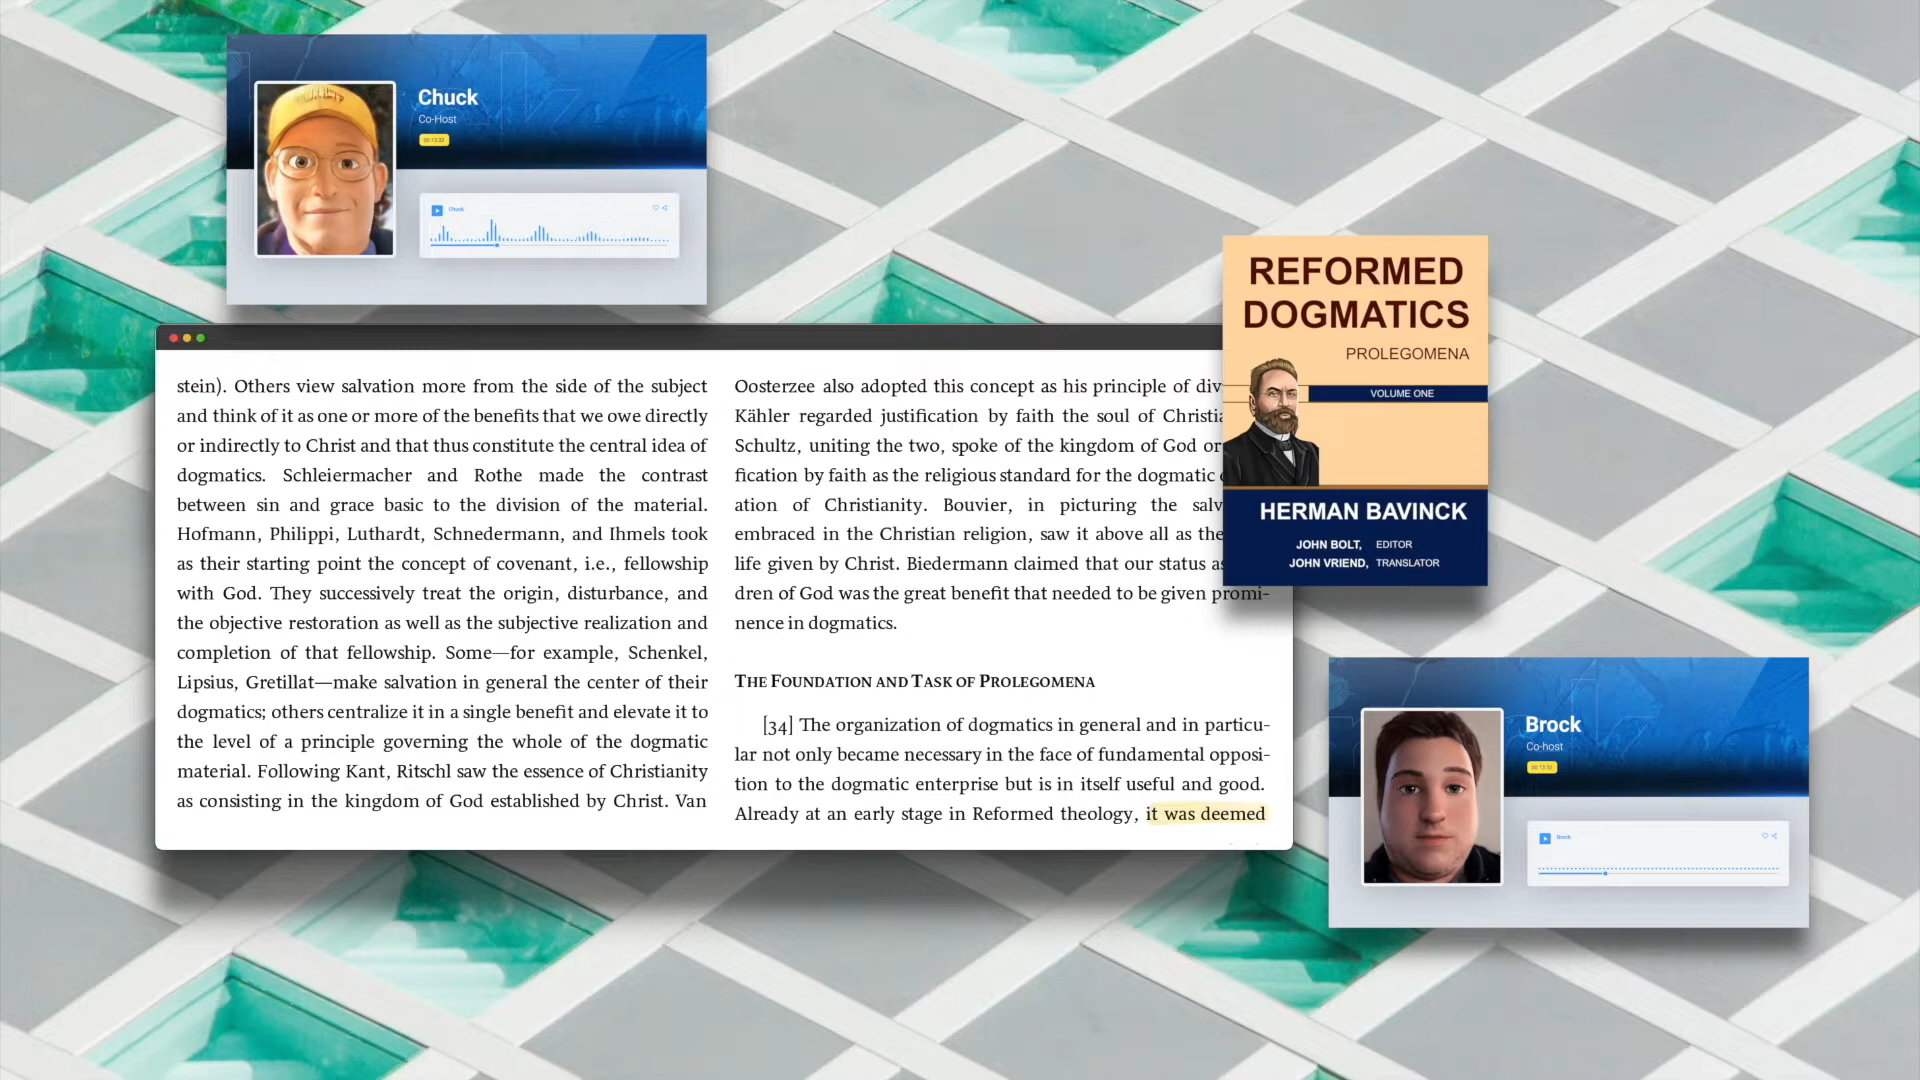 Chuck
Co-Host
00:13:32
Chuck
stein). Others view salvation more from the side of the subject
and think of it as one or more of the benefits that we owe directly
or indirectly to Christ and that thus constitute the central idea of
dogmatics. Schleiermacher and Rothe made the contrast
between sin and grace basic to the division of the material.
Hofmann, Philippi, Luthardt, Schnedermann, and Ihmels took
as their starting point the concept of covenant, i.e., fellowship
with God. They successively treat the origin, disturbance, and
the objective restoration as well as the subjective realization and
completion of that fellowship. Some—for example, Schenkel,
Lipsius, Gretillat—make salvation in general the center of their
dogmatics; others centralize it in a single benefit and elevate it to
the level of a principle governing the whole of the dogmatic
material. Following Kant, Ritschl saw the essence of Christianity
as consisting in the kingdom of God established by Christ. Van
Oosterzee also adopted this concept as his principle of div
Kähler regarded justification by faith the soul of Christia
Schultz, uniting the two, spoke of the kingdom of God or
fication by faith as the religious standard for the dogmatic
ation of Christianity. Bouvier, in picturing the salv
embraced in the Christian religion, saw it above all as the
life given by Christ. Biedermann claimed that our status as
dren of God was the great benefit that needed to be given promi-
nence in dogmatics.
The Foundation and Task of Prolegomena
[34] The organization of dogmatics in general and in particu-
lar not only became necessary in the face of fundamental opposi-
tion to the dogmatic enterprise but is in itself useful and good.
Already at an early stage in Reformed theology, it was deemed
REFORMED
DOGMATICS
PROLEGOMENA
VOLUME ONE
HERMAN BAVINCK
JOHN BOLT, EDITOR
JOHN VRIEND, TRANSLATOR
Brock
Co-host
Brock